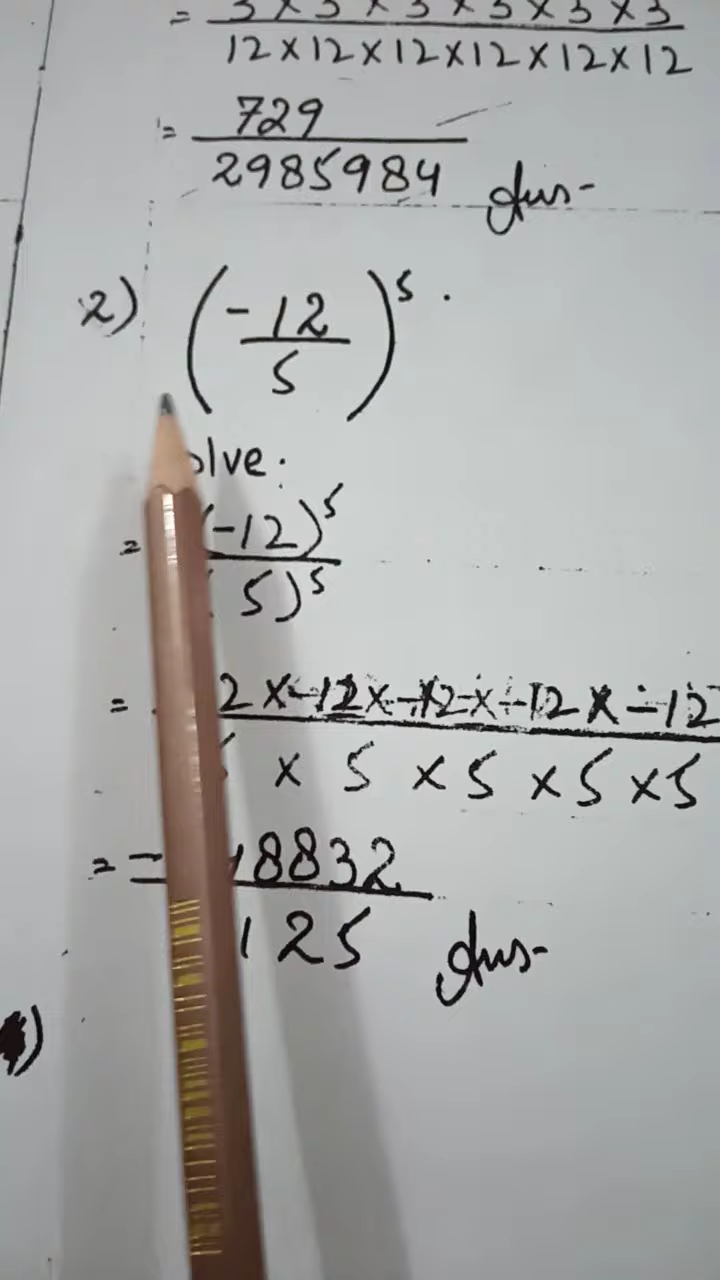 = 3 × 3 × 3 × 3 × 3 × 3
12×12×12×12×12×12
= 729
2985984 Ans-
2) (-12
5)^5.
olve.
= (-12)^5
( 5)^5
= 2×-12×-12×-12×-12
× 5 × 5 × 5 × 5
= - 8832
125 Ans-
)